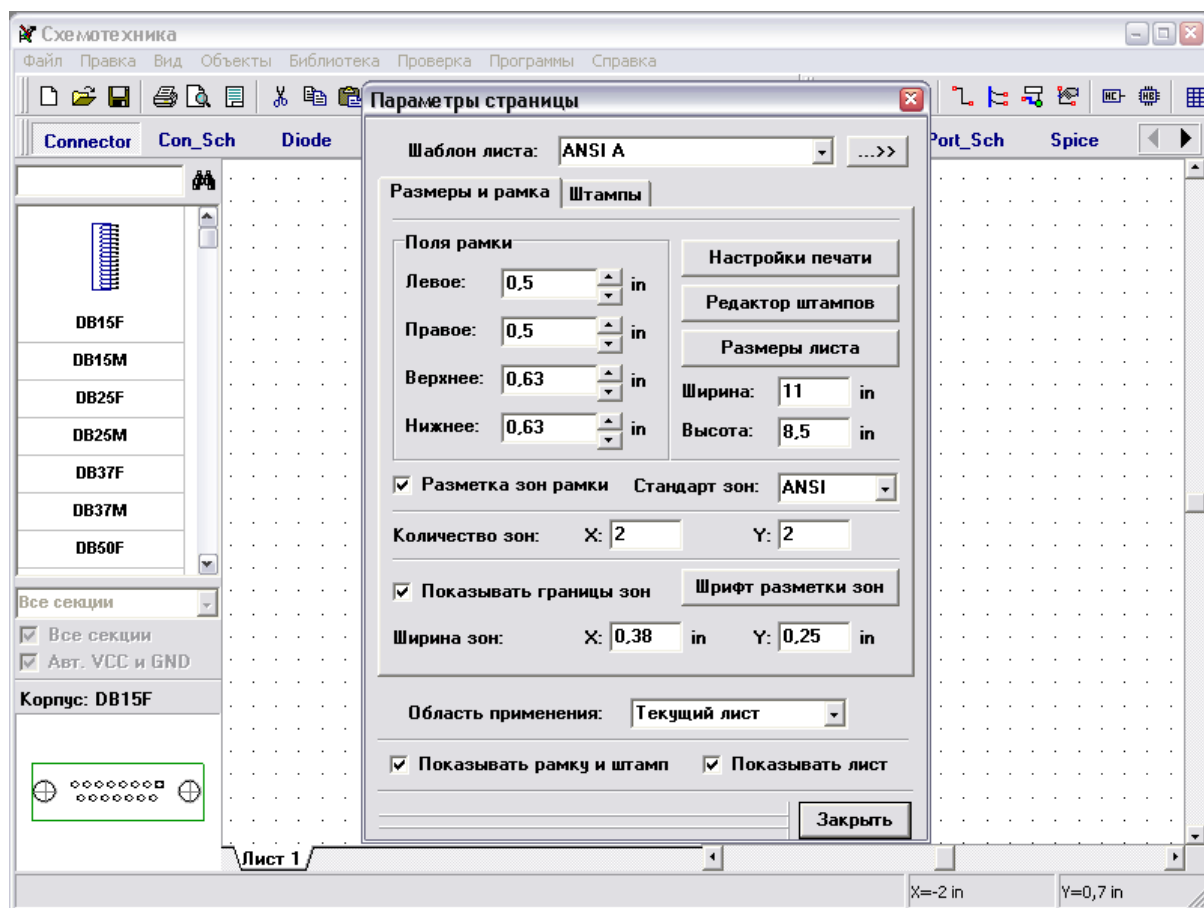 Схемотехника
Файл Правка Вид Объекты Библиотека Проверка Программы Справка
Connector Con_Sch Diode Port_Sch Spice
Параметры страницы
Шаблон листа: ANSI A ...>>
Размеры и рамка Штампы
Поля рамки
Левое: 0,5 in
Правое: 0,5 in
Верхнее: 0,63 in
Нижнее: 0,63 in
Настройки печати
Редактор штампов
Размеры листа
Ширина: 11 in
Высота: 8,5 in
Разметка зон рамки Стандарт зон: ANSI
Количество зон: X: 2 Y: 2
Показывать границы зон Шрифт разметки зон
Ширина зон: X: 0,38 in Y: 0,25 in
Область применения: Текущий лист
Показывать рамку и штамп Показывать лист
Закрыть
DB15F
DB15M
DB25F
DB25M
DB37F
DB37M
DB50F
Все секции
Все секции
Авт. VCC и GND
Корпус: DB15F
Лист 1
X=-2 in Y=0,7 in